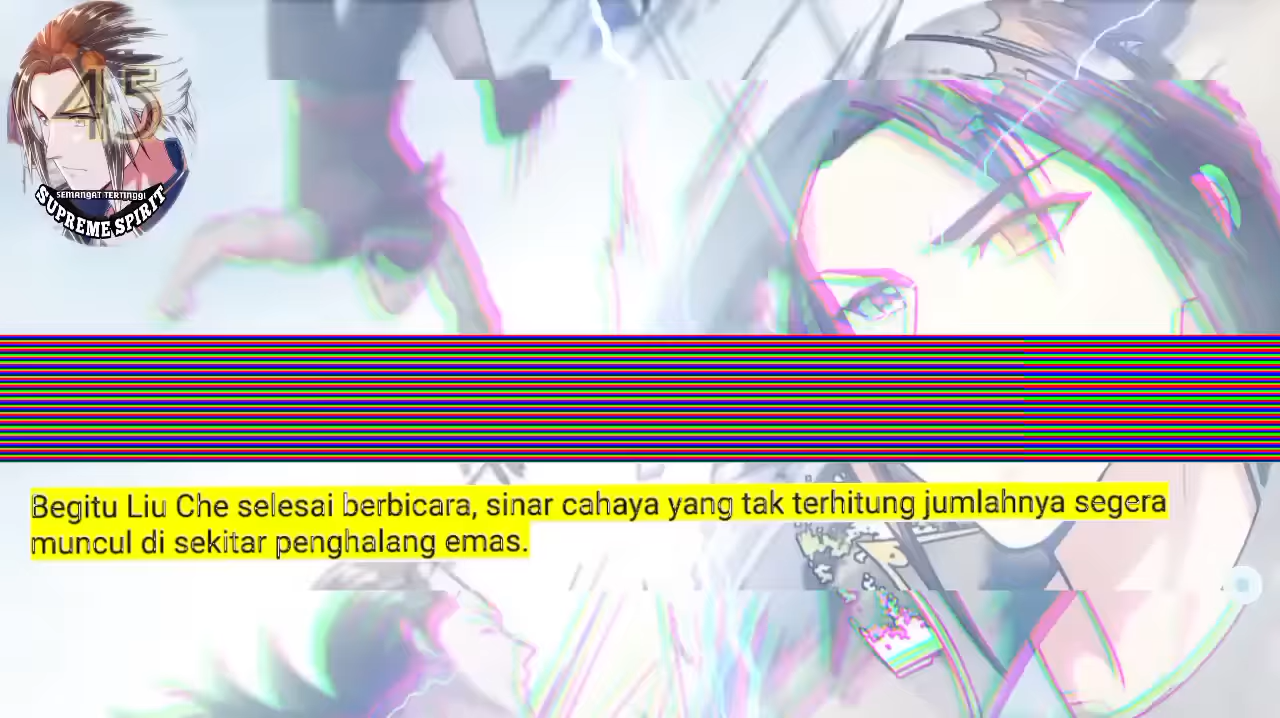 45
SEMANGAT TERTINGGI
SUPREME SPIRIT
Begitu Liu Che selesai berbicara, sinar cahaya yang tak terhitung jumlahnya segera
muncul di sekitar penghalang emas.